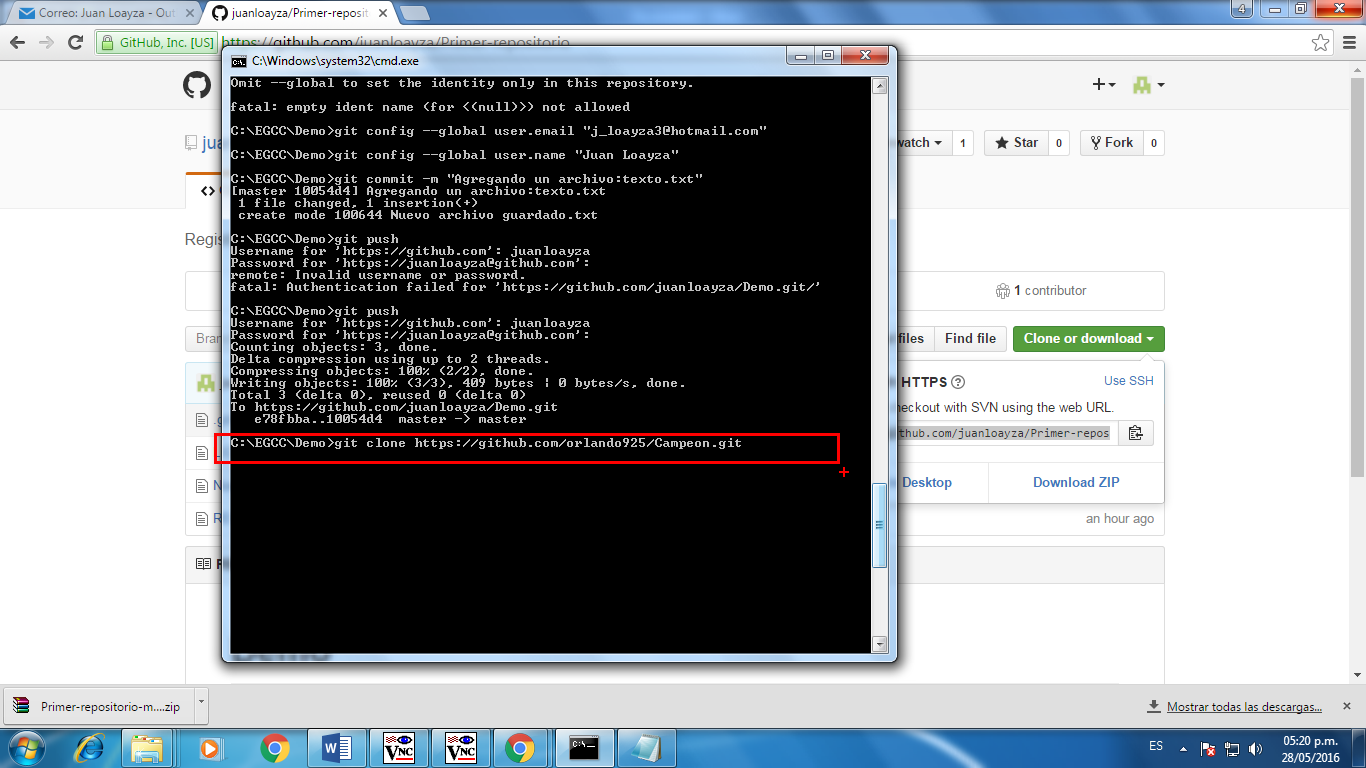 Correo: Juan Loayza - Out
juanloayza/Primer-reposit
4
GitHub, Inc. [US]
https://github.com/juanloayza/Primer-repositorio
C:\Windows\system32\cmd.exe
Omit --global to set the identity only in this repository.
fatal: empty ident name (for <(null)>) not allowed
C:\EGCC\Demo>git config --global user.email "j_loayza3@hotmail.com"
C:\EGCC\Demo>git config --global user.name "Juan Loayza"
C:\EGCC\Demo>git commit -m "Agregando un archivo:texto.txt"
[master 10054d4] Agregando un archivo:texto.txt
1 file changed, 1 insertion(+)
create mode 100644 Nuevo archivo guardado.txt
C:\EGCC\Demo>git push
Username for 'https://github.com': juanloayza
Password for 'https://juanloayza@github.com':
remote: Invalid username or password.
fatal: Authentication failed for 'https://github.com/juanloayza/Demo.git/'
C:\EGCC\Demo>git push
Username for 'https://github.com': juanloayza
Password for 'https://juanloayza@github.com':
Counting objects: 3, done.
Delta compression using up to 2 threads.
Compressing objects: 100% (2/2), done.
Writing objects: 100% (3/3), 409 bytes | 0 bytes/s, done.
Total 3 (delta 0), reused 0 (delta 0)
To https://github.com/juanloayza/Demo.git
e78fbba..10054d4 master -> master
C:\EGCC\Demo>git clone https://github.com/orlando925/Campeon.git
jua
watch 1 Star 0 Fork 0
Regis
1 contributor
Bran
files Find file Clone or download
HTTPS Use SSH
checkout with SVN using the web URL.
thub.com/juanloayza/Primer-repos
Desktop Download ZIP
N
R an hour ago
Demo
Primer-repositorio-m....zip
Mostrar todas las descargas...
ES
05:20 p.m.
28/05/2016